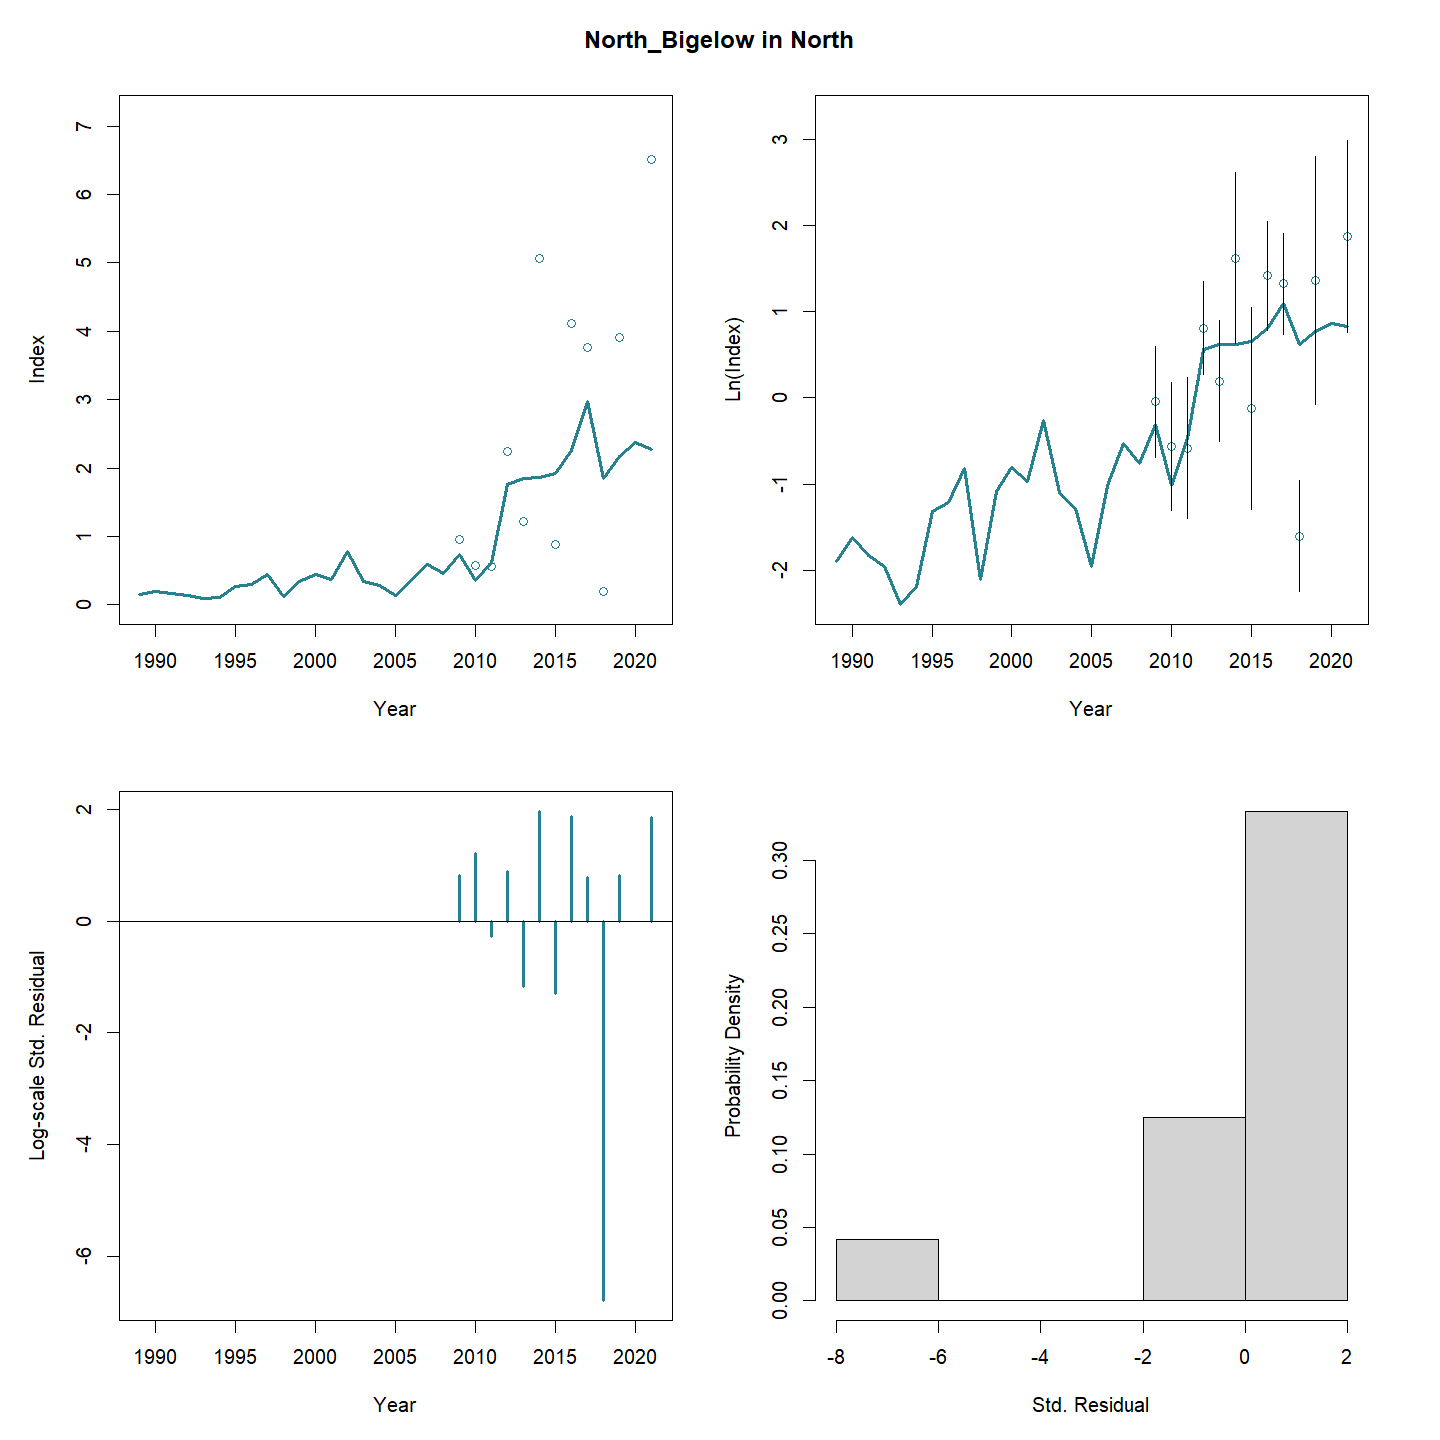 North_Bigelow in North
Index
7
6
5
4
3
2
1
0
1990 1995 2000 2005 2010 2015 2020
Year
Ln(Index)
3
2
1
0
-1
-2
1990 1995 2000 2005 2010 2015 2020
Year
Log-scale Std. Residual
2
0
-2
-4
-6
1990 1995 2000 2005 2010 2015 2020
Year
Probability Density
0.30
0.25
0.20
0.15
0.10
0.05
0.00
-8 -6 -4 -2 0 2
Std. Residual